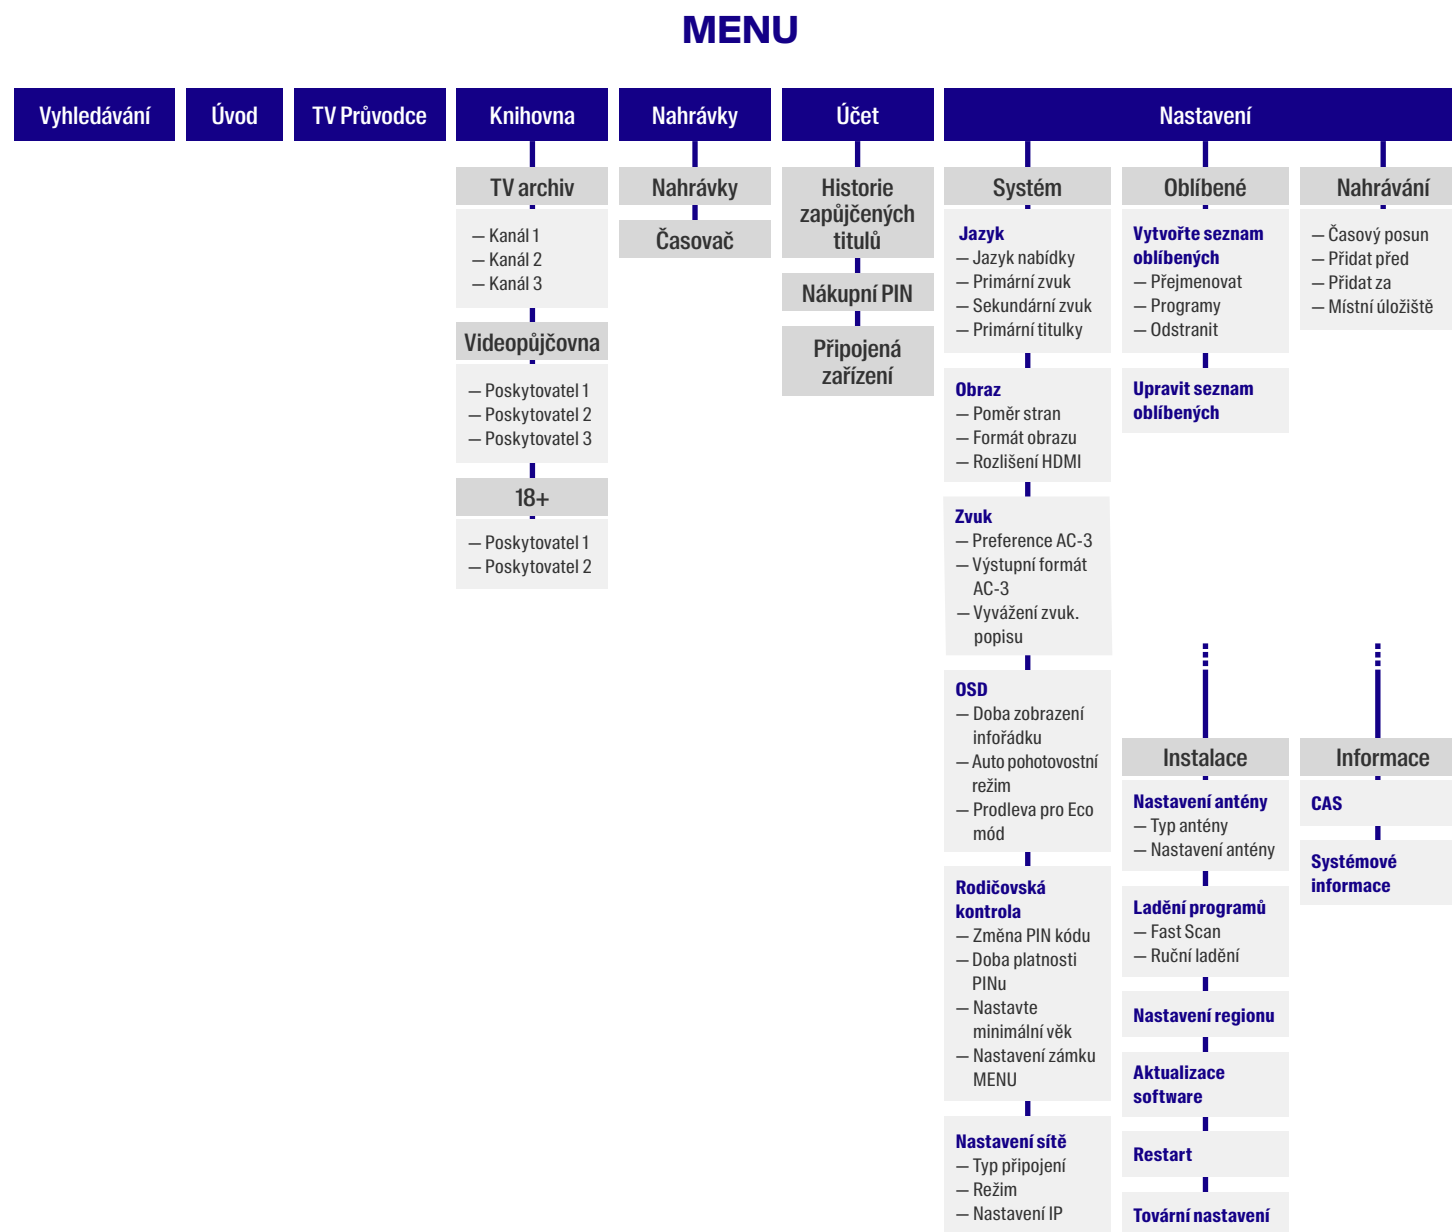 MENU
Vyhledávání
Úvod
TV Průvodce
Knihovna
Nahrávky
Účet
Nastavení
TV archiv
— Kanál 1
— Kanál 2
— Kanál 3
Videopůjčovna
— Poskytovatel 1
— Poskytovatel 2
— Poskytovatel 3
18+
— Poskytovatel 1
— Poskytovatel 2
Nahrávky
Časovač
Historie
zapůjčených
titulů
Nákupní PIN
Připojená
zařízení
Systém
Jazyk
— Jazyk nabídky
— Primární zvuk
— Sekundární zvuk
— Primární titulky
Obraz
— Poměr stran
— Formát obrazu
— Rozlišení HDMI
Zvuk
— Preference AC-3
— Výstupní formát
AC-3
— Vyvážení zvuk.
popisu
OSD
— Doba zobrazení
infořádku
— Auto pohotovostní
režim
— Prodleva pro Eco
mód
Rodičovská
kontrola
— Změna PIN kódu
— Doba platnosti
PINu
— Nastavte
minimální věk
— Nastavení zámku
MENU
Nastavení sítě
— Typ připojení
— Režim
— Nastavení IP
Oblíbené
Vytvořte seznam
oblíbených
— Přejmenovat
— Programy
— Odstranit
Upravit seznam
oblíbených
Nahrávání
— Časový posun
— Přidat před
— Přidat za
— Místní úložiště
Instalace
Nastavení antény
— Typ antény
— Nastavení antény
Ladění programů
— Fast Scan
— Ruční ladění
Nastavení regionu
Aktualizace
software
Restart
Tovární nastavení
Informace
CAS
Systémové
informace